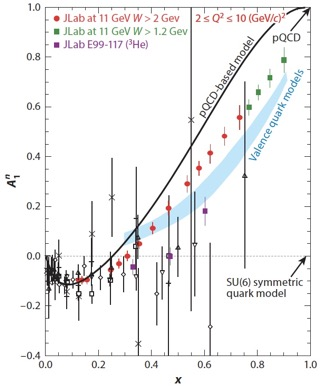 1.0
JLab at 11 GeV W > 2 Gev
2 ≤ Q² ≤ 10 (GeV/c)²
JLab at 11 GeV W > 1.2 Gev
JLab E99-117 (³He)
pQCD
pQCD-based model
Valence quark models
0.8
0.6
0.4
0.2
0.0
−0.2
−0.4
A₁ⁿ
SU(6) symmetric
quark model
0.0 0.2 0.4 0.6 0.8 1.0
x